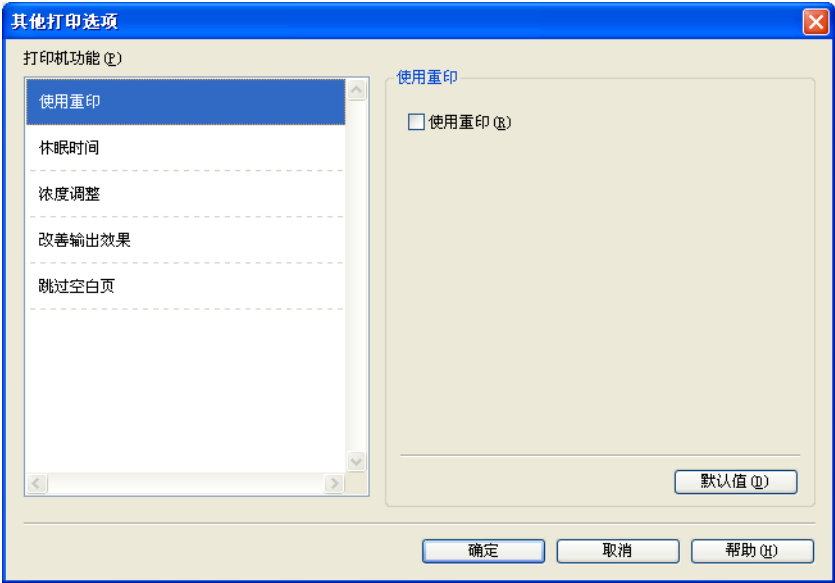 其他打印选项
打印机功能(P)
使用重印
休眠时间
浓度调整
改善输出效果
跳过空白页
使用重印
使用重印(R)
默认值(D)
确定
取消
帮助(H)